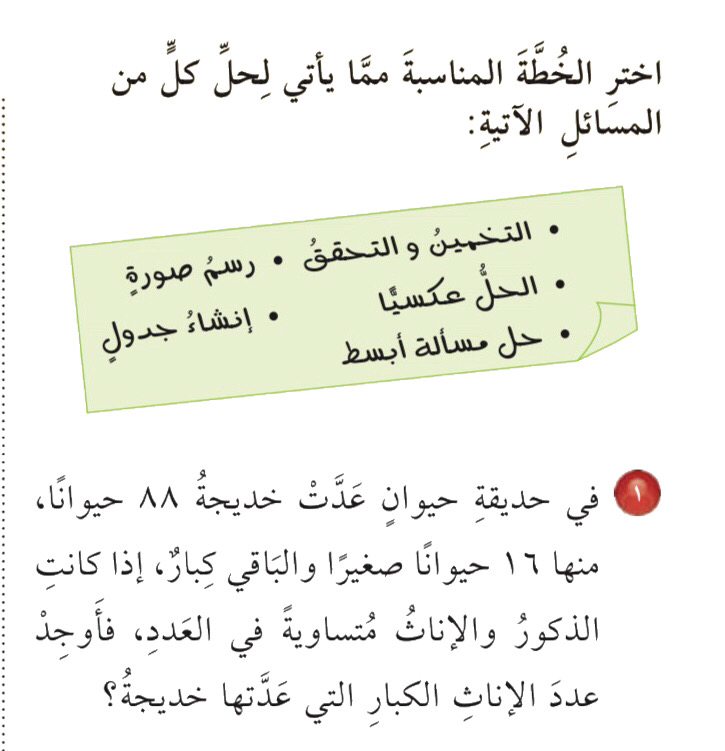 اخترِ الخُطَّةَ المناسبةَ ممَّا يأتي لِحلِّ كلٍّ من
المسائلِ الآتيةِ:
• التخمينُ و التحققُ • رسمُ صورةٍ
• الحلُّ عكسيًّا • إنشاءُ جدولٍ
• حل مسألة أبسط
١ في حديقةِ حيوانٍ عَدَّتْ خديجةُ ٨٨ حيوانًا،
منها ١٦ حيوانًا صغيرًا والبَاقي كِبارٌ، إذا كانتِ
الذكورُ والإناثُ مُتساويةً في العَددِ، فأَوجِدْ
عددَ الإناثِ الكبارِ التي عَدَّتها خديجةُ؟